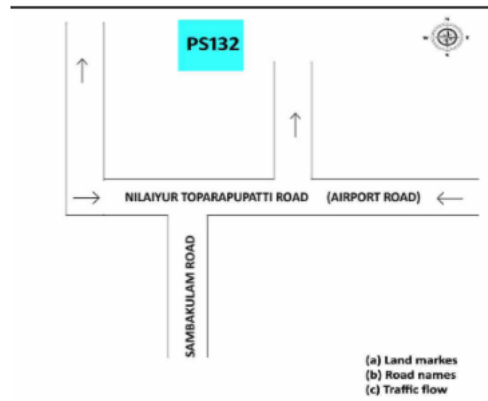 PS132
NILAIYUR TOPARAPUPATTI ROAD (AIRPORT ROAD)
SAMBAKULAM ROAD
(a) Land markes
(b) Road names
(c) Traffic flow